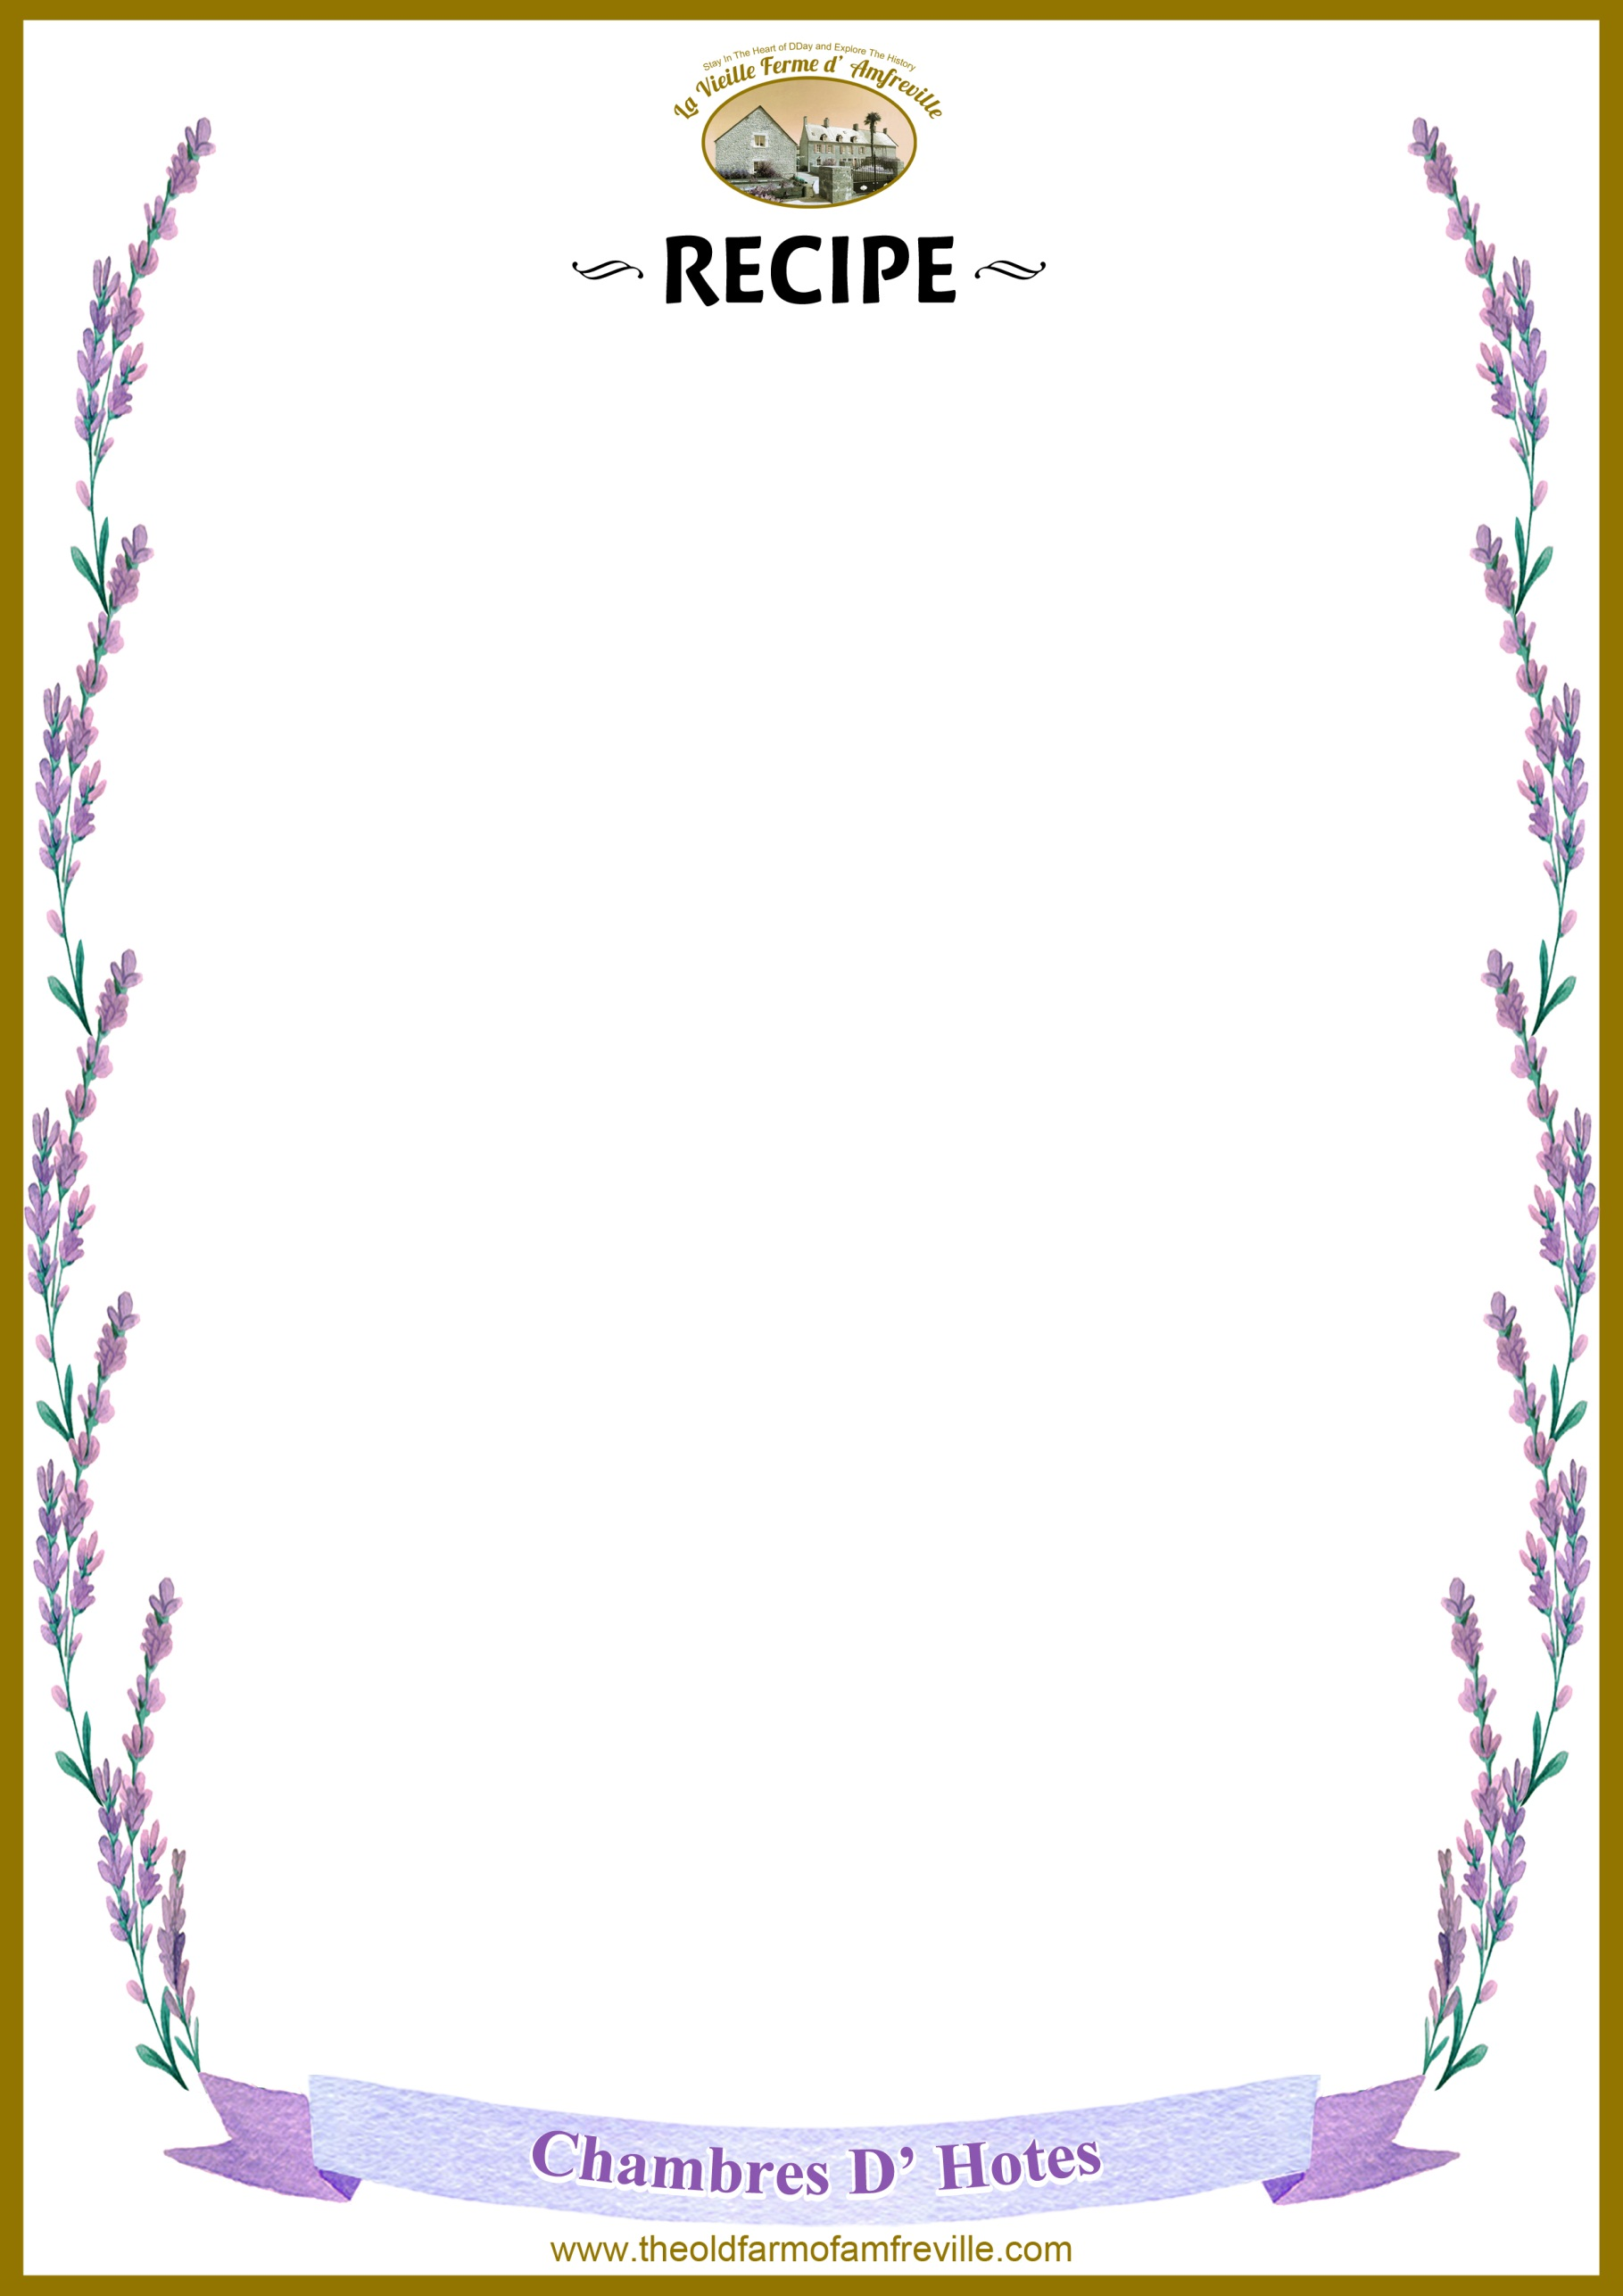 Stay In The Heart of DDay and Explore The History
La Vieille Ferme d' Amfreville
RECIPE
Chambres D' Hotes
www.theoldfarmofamfreville.com